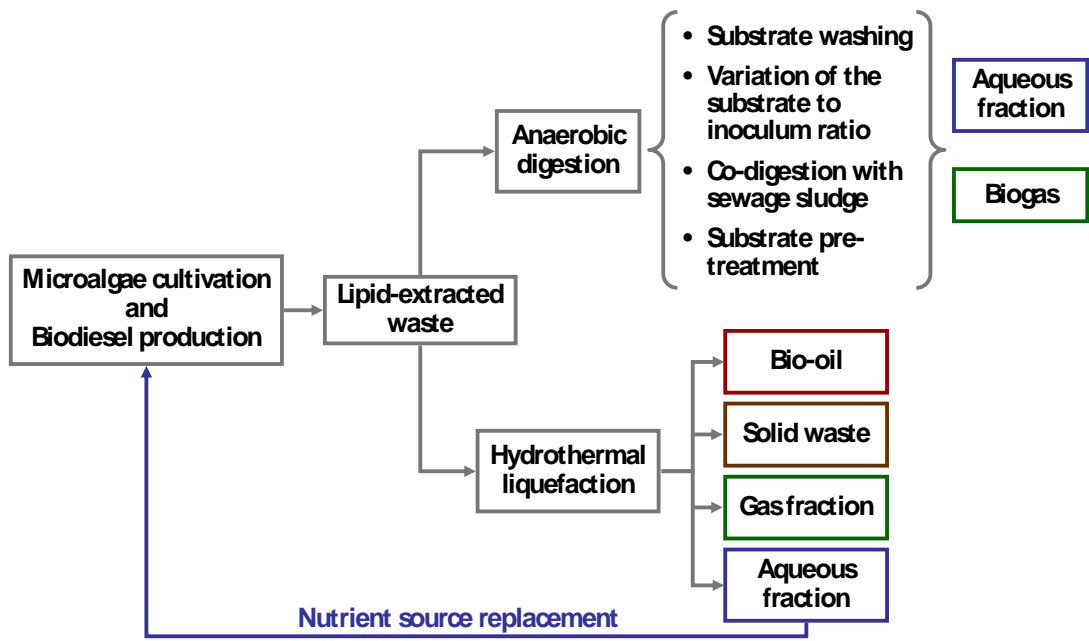 Microalgae cultivation
and
Biodiesel production
Lipid-extracted
waste
Anaerobic
digestion
• Substrate washing
• Variation of the
substrate to
inoculum ratio
• Co-digestion with
sewage sludge
• Substrate pre-
treatment
Aqueous
fraction
Biogas
Hydrothermal
liquefaction
Bio-oil
Solid waste
Gas fraction
Aqueous
fraction
Nutrient source replacement